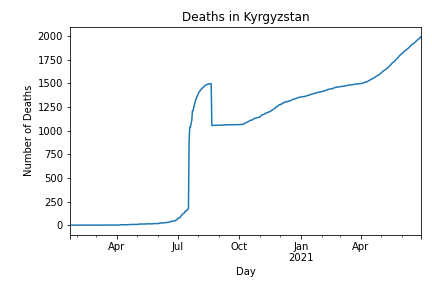 Deaths in Kyrgyzstan
2000
1750
1500
1250
1000
750
500
250
0
Number of Deaths
Apr
Jul
Oct
Jan
2021
Apr
Day